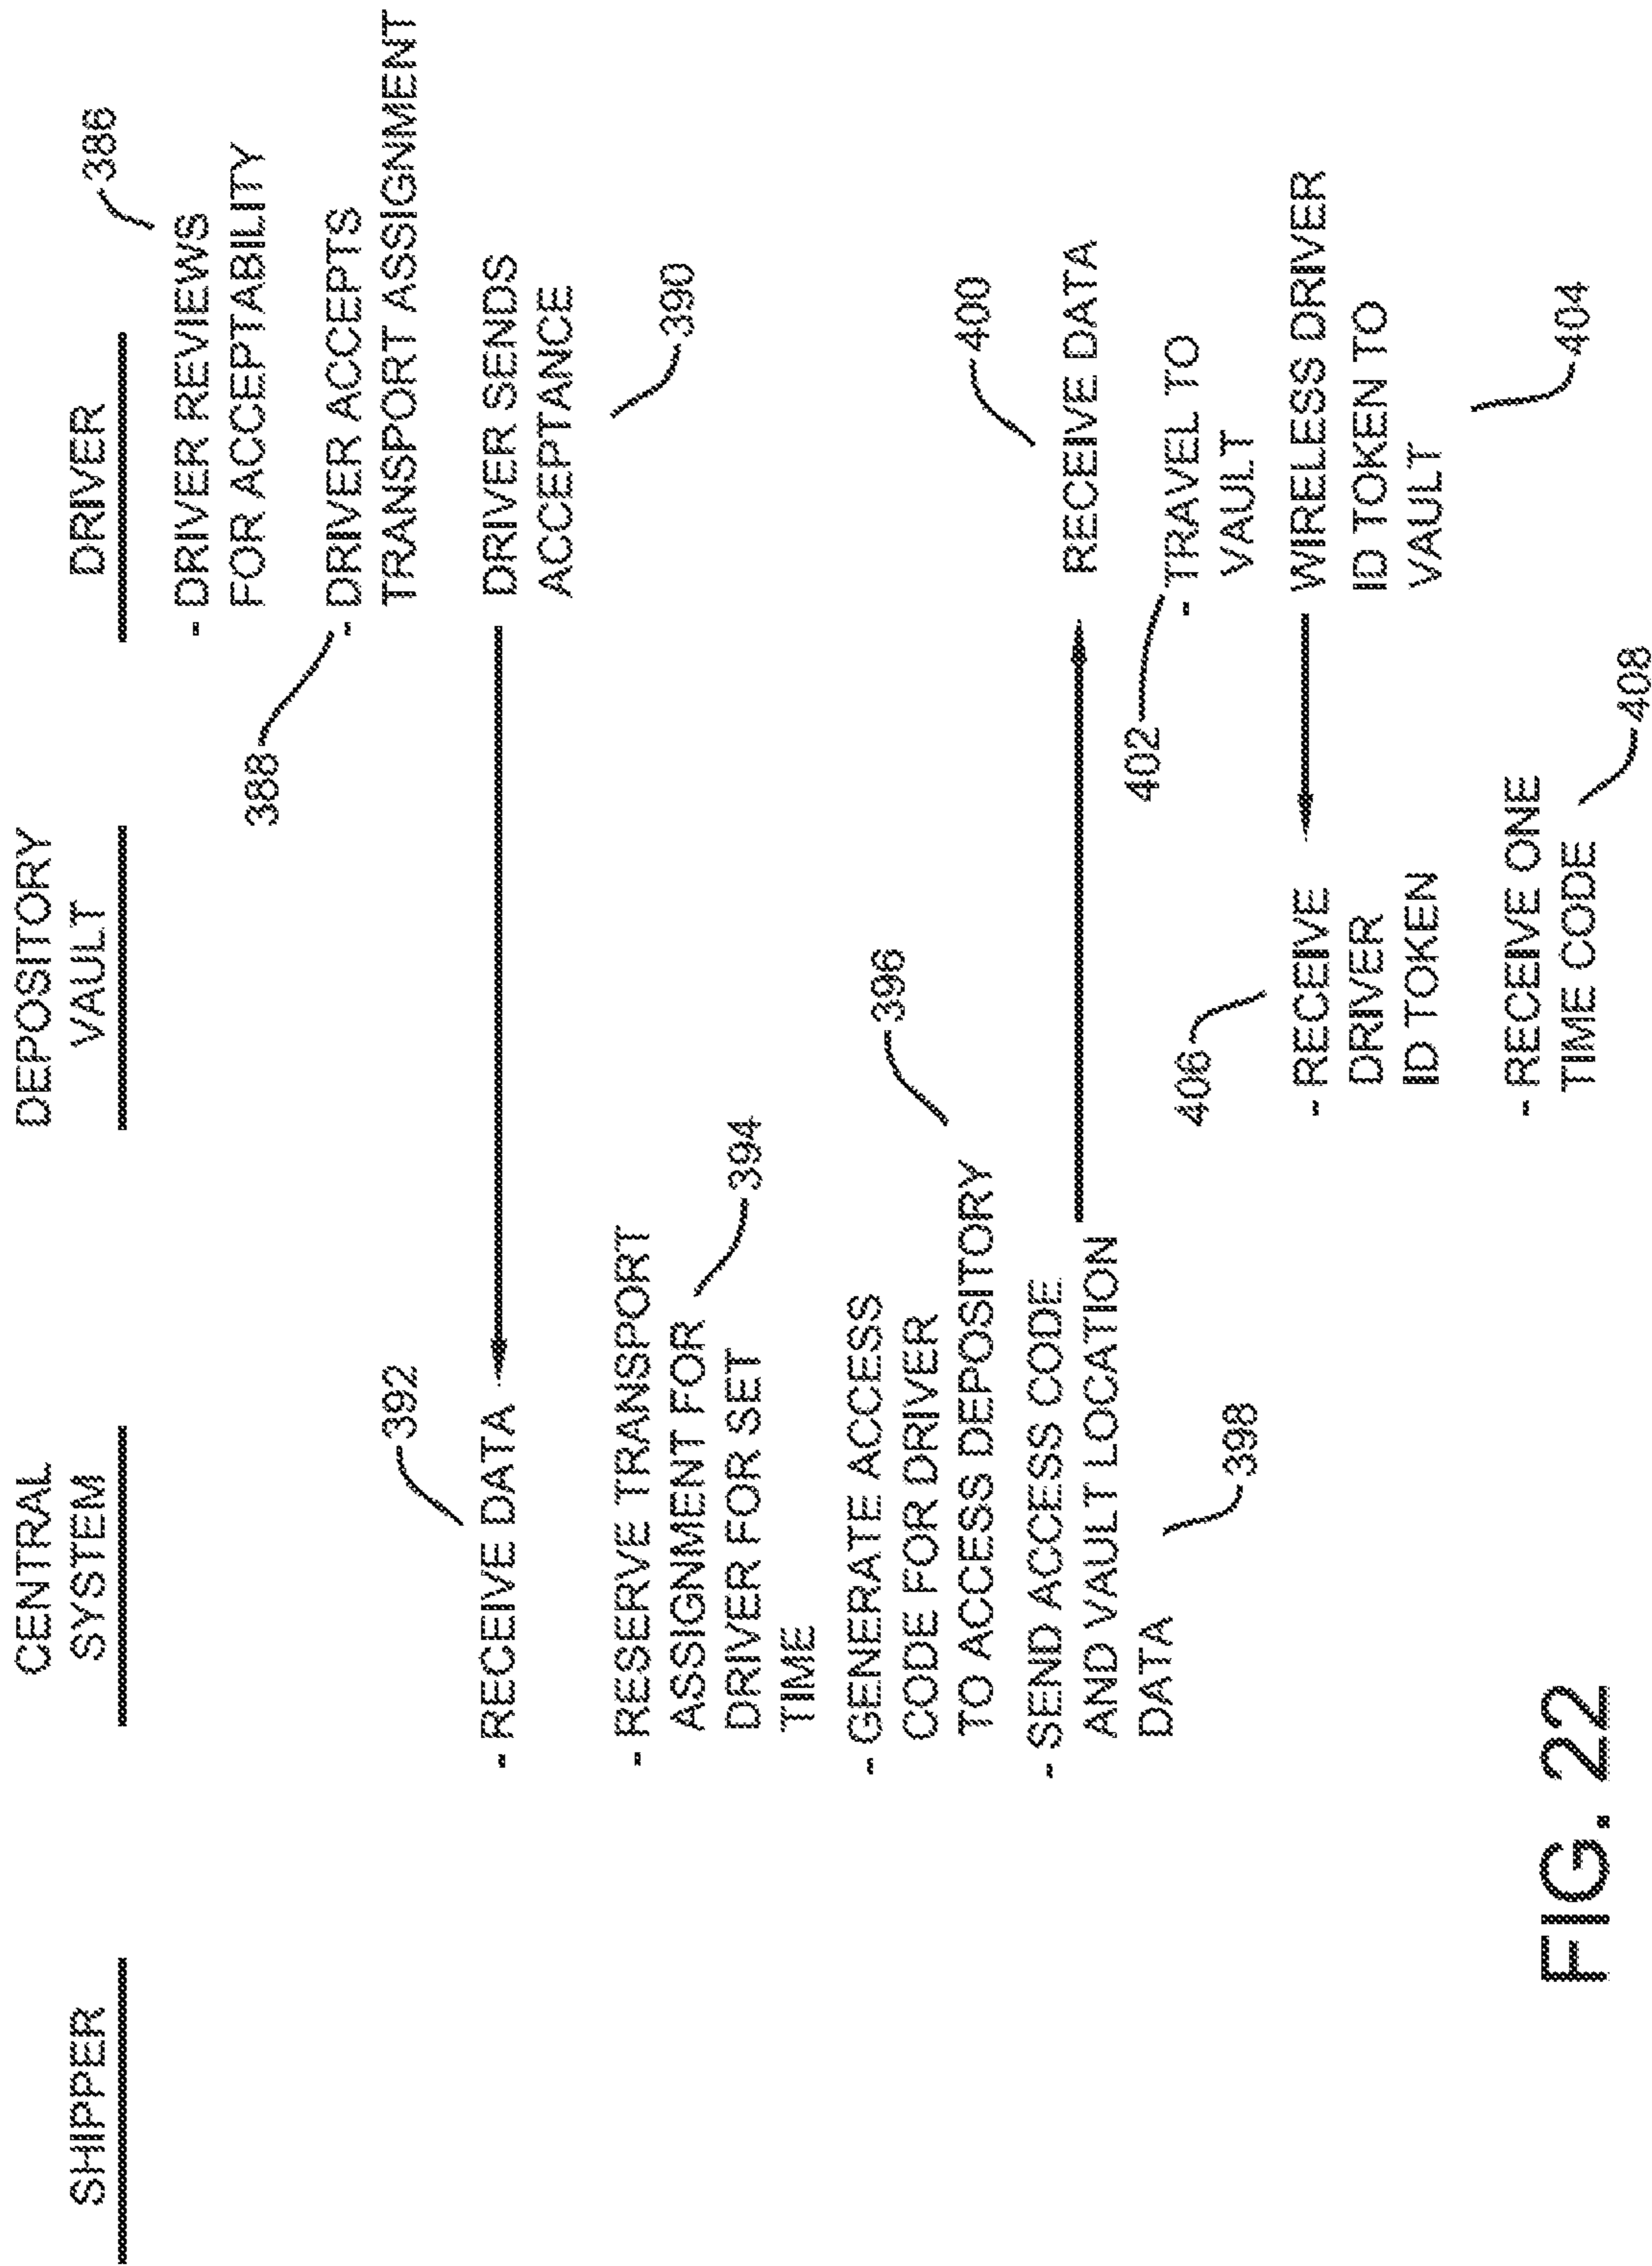 SHIPPER
CENTRAL
SYSTEM
DEPOSITORY
VAULT
DRIVER
386
- DRIVER REVIEWS
FOR ACCEPTABILITY
388
- DRIVER ACCEPTS
TRANSPORT ASSIGNMENT
DRIVER SENDS
ACCEPTANCE
390
392
- RECEIVE DATA
- RESERVE TRANSPORT
ASSIGNMENT FOR
DRIVER FOR SET
TIME
394
- GENERATE ACCESS
CODE FOR DRIVER
TO ACCESS DEPOSITORY
396
- SEND ACCESS CODE
AND VAULT LOCATION
DATA
398
400
RECEIVE DATA
402
- TRAVEL TO
VAULT
WIRELESS DRIVER
ID TOKEN TO
VAULT
404
406
- RECEIVE
DRIVER
ID TOKEN
- RECEIVE ONE
TIME CODE
408
FIG. 22